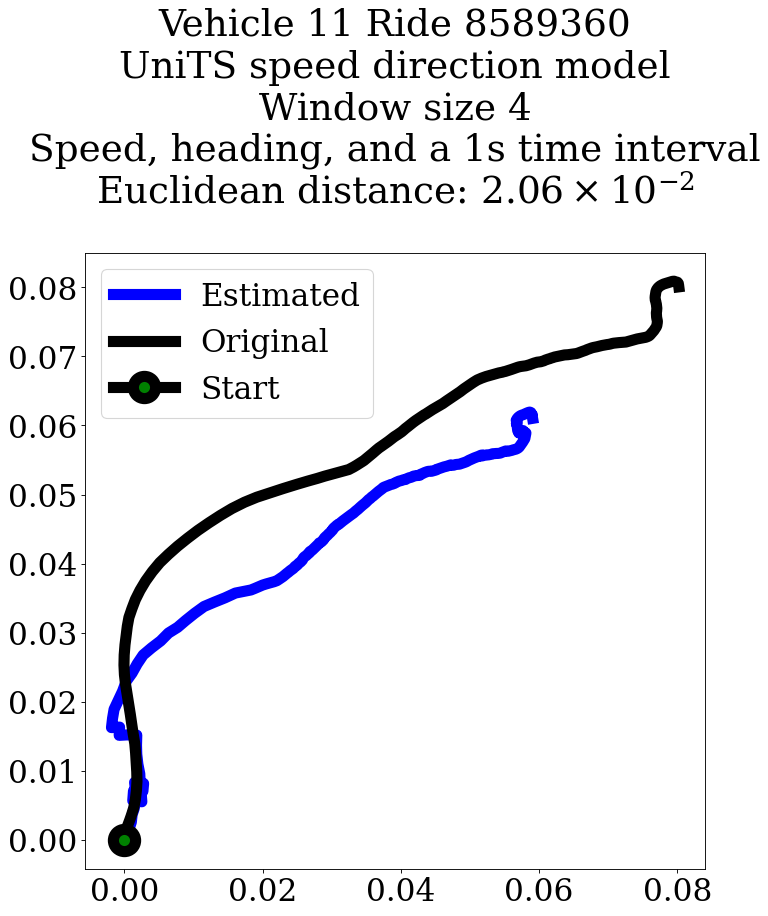 Vehicle 11 Ride 8589360
UniTS speed direction model
Window size 4
Speed, heading, and a 1s time interval
Euclidean distance: 2.06 × 10⁻²
Estimated
Original
Start
0.08
0.07
0.06
0.05
0.04
0.03
0.02
0.01
0.00
0.00 0.02 0.04 0.06 0.08